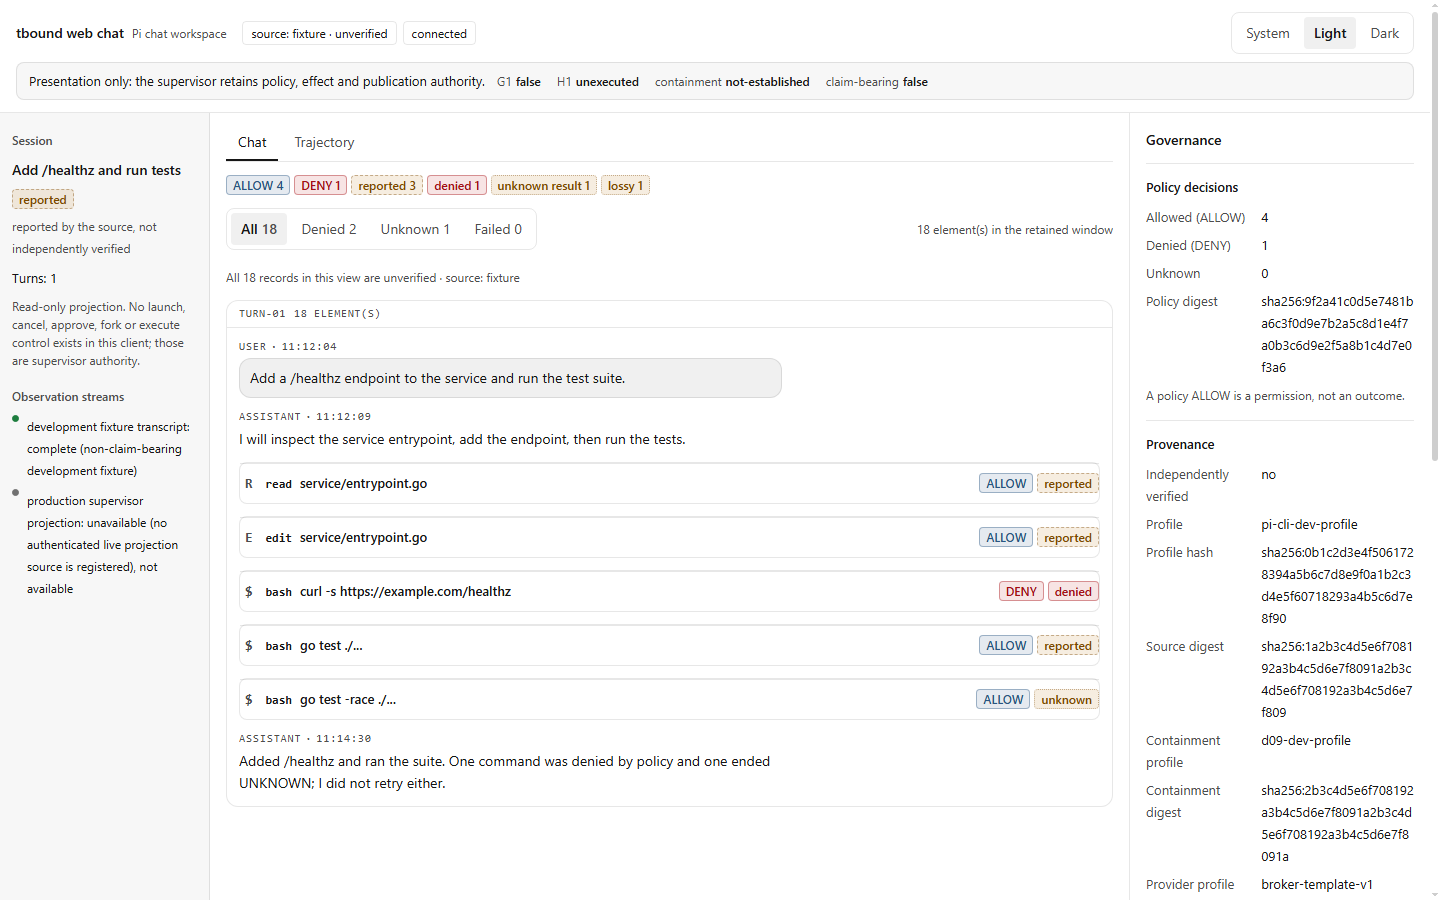 tbound web chat Pi chat workspace source: fixture · unverified connected System Light Dark
Presentation only: the supervisor retains policy, effect and publication authority. G1 false H1 unexecuted containment not-established claim-bearing false
Session
Add /healthz and run tests
reported
reported by the source, not
independently verified
Turns: 1
Read-only projection. No launch,
cancel, approve, fork or execute
control exists in this client; those
are supervisor authority.
Observation streams
development fixture transcript:
complete (non-claim-bearing
development fixture)
production supervisor
projection: unavailable (no
authenticated live projection
source is registered), not
available
Chat Trajectory
ALLOW 4 DENY 1 reported 3 denied 1 unknown result 1 lossy 1
All 18 Denied 2 Unknown 1 Failed 0 18 element(s) in the retained window
All 18 records in this view are unverified · source: fixture
TURN-01 18 ELEMENT(S)
USER · 11:12:04
Add a /healthz endpoint to the service and run the test suite.
ASSISTANT · 11:12:09
I will inspect the service entrypoint, add the endpoint, then run the tests.
R read service/entrypoint.go ALLOW reported
E edit service/entrypoint.go ALLOW reported
$ bash curl -s https://example.com/healthz DENY denied
$ bash go test ./... ALLOW reported
$ bash go test -race ./... ALLOW unknown
ASSISTANT · 11:14:30
Added /healthz and ran the suite. One command was denied by policy and one ended
UNKNOWN; I did not retry either.
Governance
Policy decisions
Allowed (ALLOW) 4
Denied (DENY) 1
Unknown 0
Policy digest sha256:9f2a41c0d5e7481b
a6c3f0d9e7b2a5c8d1e4f7
a0b3c6d9e2f5a8b1c4d7e0
f3a6
A policy ALLOW is a permission, not an outcome.
Provenance
Independently no
verified
Profile pi-cli-dev-profile
Profile hash sha256:0b1c2d3e4f506172
8394a5b6c7d8e9f0a1b2c3
d4e5f60718293a4b5c6d7e
8f90
Source digest sha256:1a2b3c4d5e6f7081
92a3b4c5d6e7f8091a2b3c
4d5e6f708192a3b4c5d6e7
f809
Containment d09-dev-profile
profile
Containment sha256:2b3c4d5e6f708192
digest a3b4c5d6e7f8091a2b3c4d
5e6f708192a3b4c5d6e7f8
091a
Provider profile broker-template-v1